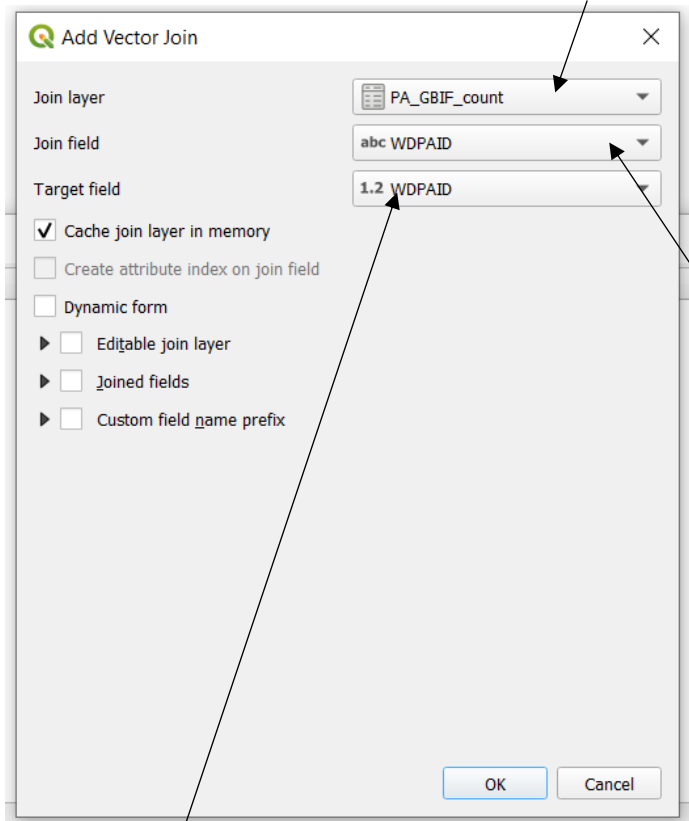 Add Vector Join
Join layer PA_GBIF_count
Join field abc WDPAID
Target field 1.2 WDPAID
Cache join layer in memory
Create attribute index on join field
Dynamic form
Editable join layer
Joined fields
Custom field name prefix
OK Cancel